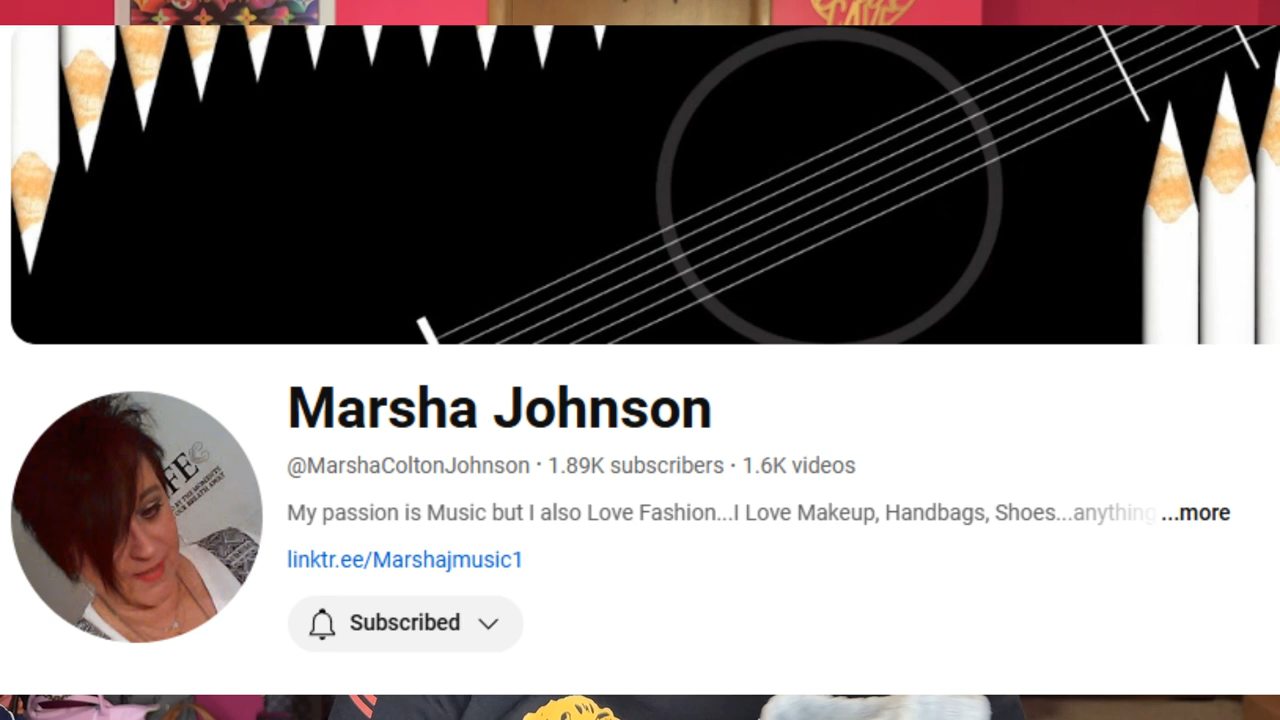 Marsha Johnson
@MarshaColtonJohnson · 1.89K subscribers · 1.6K videos
My passion is Music but I also Love Fashion...I Love Makeup, Handbags, Shoes...anything ...more
linktr.ee/Marshajmusic1
Subscribed